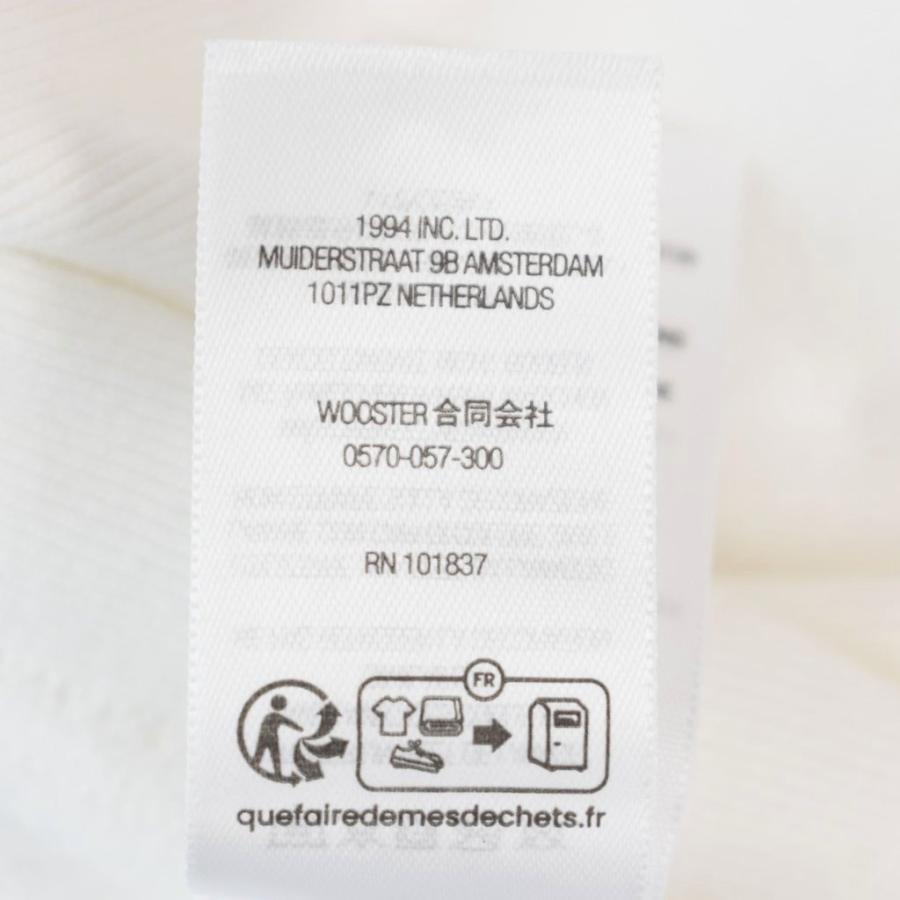 1994 INC. LTD.
MUIDERSTRAAT 9B AMSTERDAM
1011PZ NETHERLANDS
WOOSTER 合同会社
0570-057-300
RN 101837
FR
quefairedemesdechets.fr